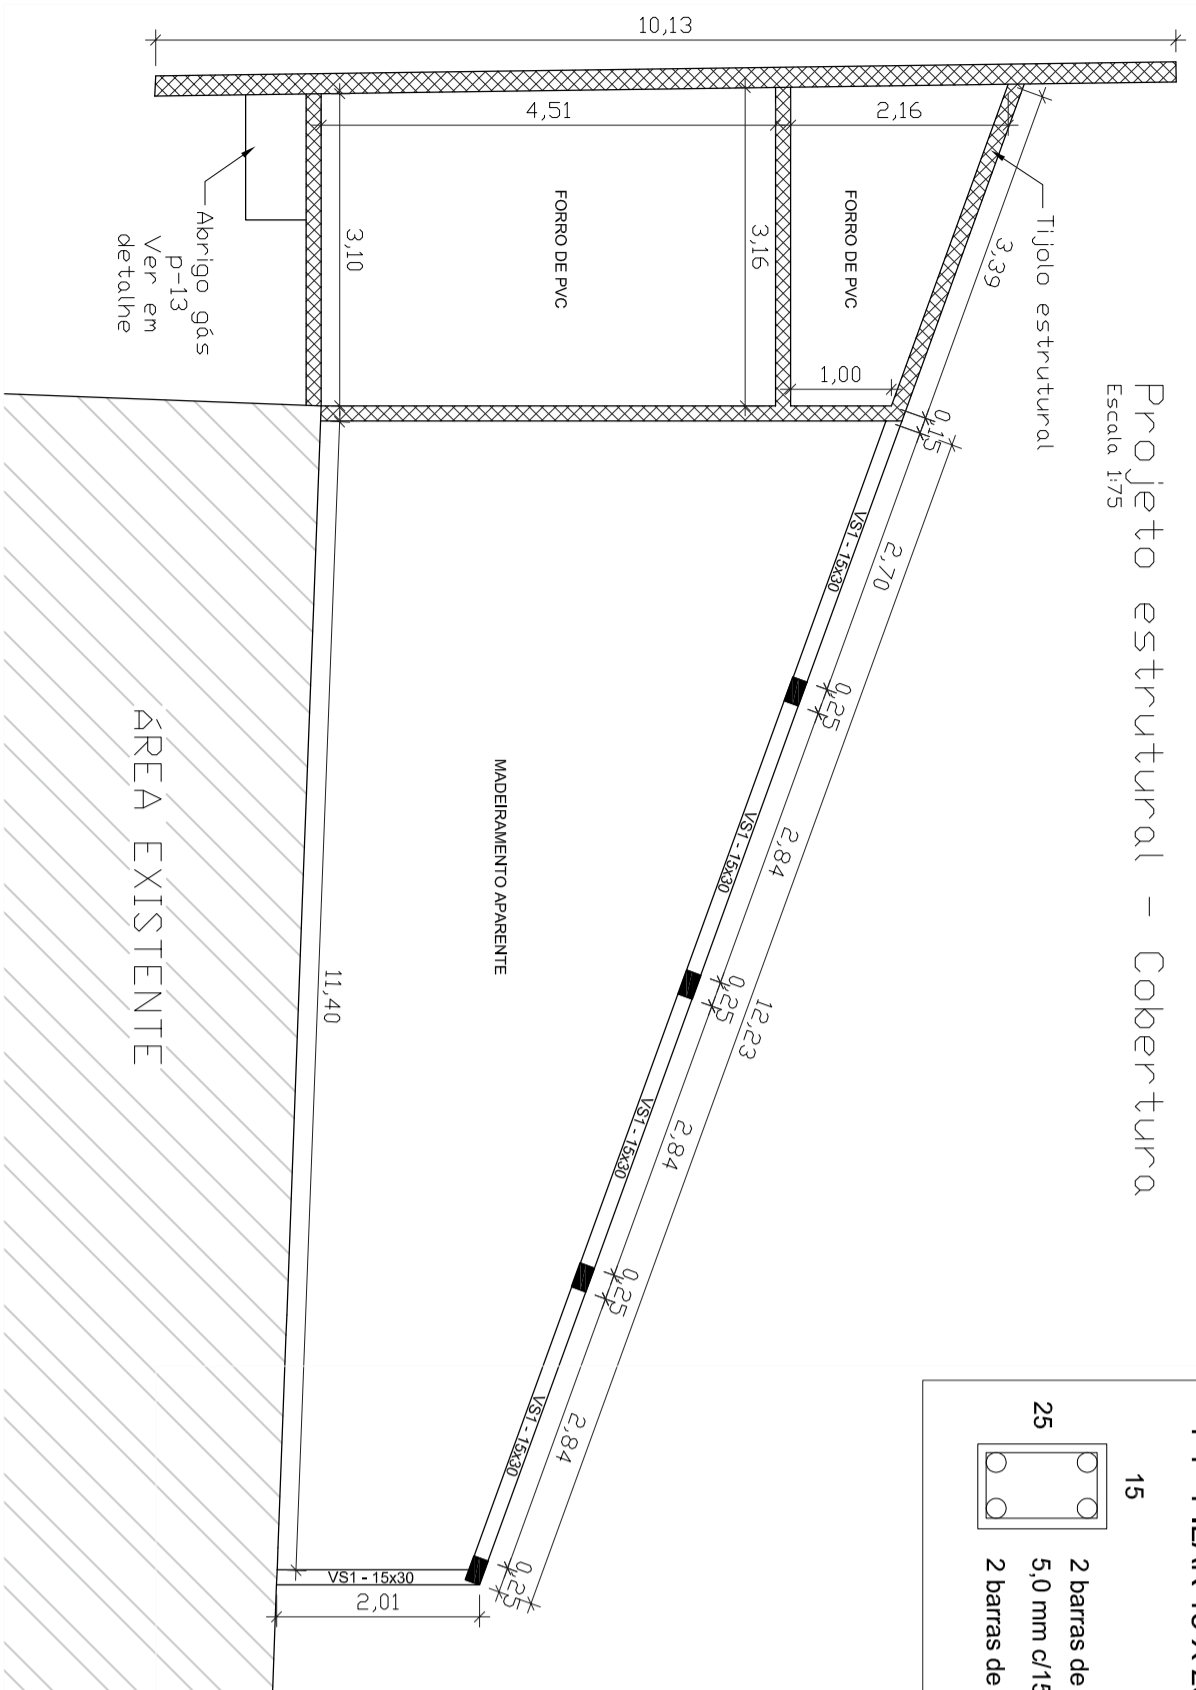 Projeto estrutural - Cobertura
Escala 1:75
10,13
4,51
2,16
3,39
Tijolo estrutural
FORRO DE PVC
FORRO DE PVC
3,10
3,16
1,00
Abrigo gás
p-13
Ver em
detalhe
0,15
VS1 - 15x30
2,70
0,25
VS1 - 15x30
2,84
0,25
12,23
VS1 - 15x30
2,84
0,25
VS1 - 15x30
2,84
0,25
MADEIRAMENTO APARENTE
11,40
ÁREA EXISTENTE
VS1 - 15x30
2,01
15
25
2 barras de
5,0 mm c/15
2 barras de